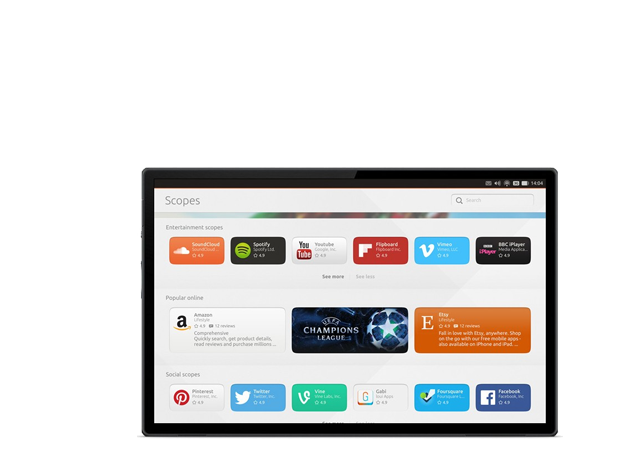 14:04
Scopes
Search
Entertainment scopes
SoundCloud
SoundCloud
4.9
Spotify
Spotify Ltd.
4.9
Youtube
Google, Inc.
4.9
You
Tube
Flipboard
Flipboard Inc.
4.9
Vimeo
Vimeo, LLC
4.9
BBC
iPlayer
BBC iPlayer
Media Applica...
4.9
See more
See less
Popular online
Amazon
Lifestyle
4.9 12 reviews
Comprehensive
Quickly search, get product details,
read reviews and purchase millions ...
UEFA
CHAMPIONS
LEAGUE
E
Etsy
Lifestyle
4.9 12 reviews
Fall in love with Etsy, anywhere. Shop
on the go with our free mobile apps -
also available on iPhone and iPad. ...
Social scopes
Pinterest
Pinterest, Inc.
4.9
Twitter
Twitter, Inc.
4.9
Vine
Vine Labs, Inc.
4.9
G
Gabi
4.9
Foursquare
4.9
Facebook
Facebook, Inc.
4.9